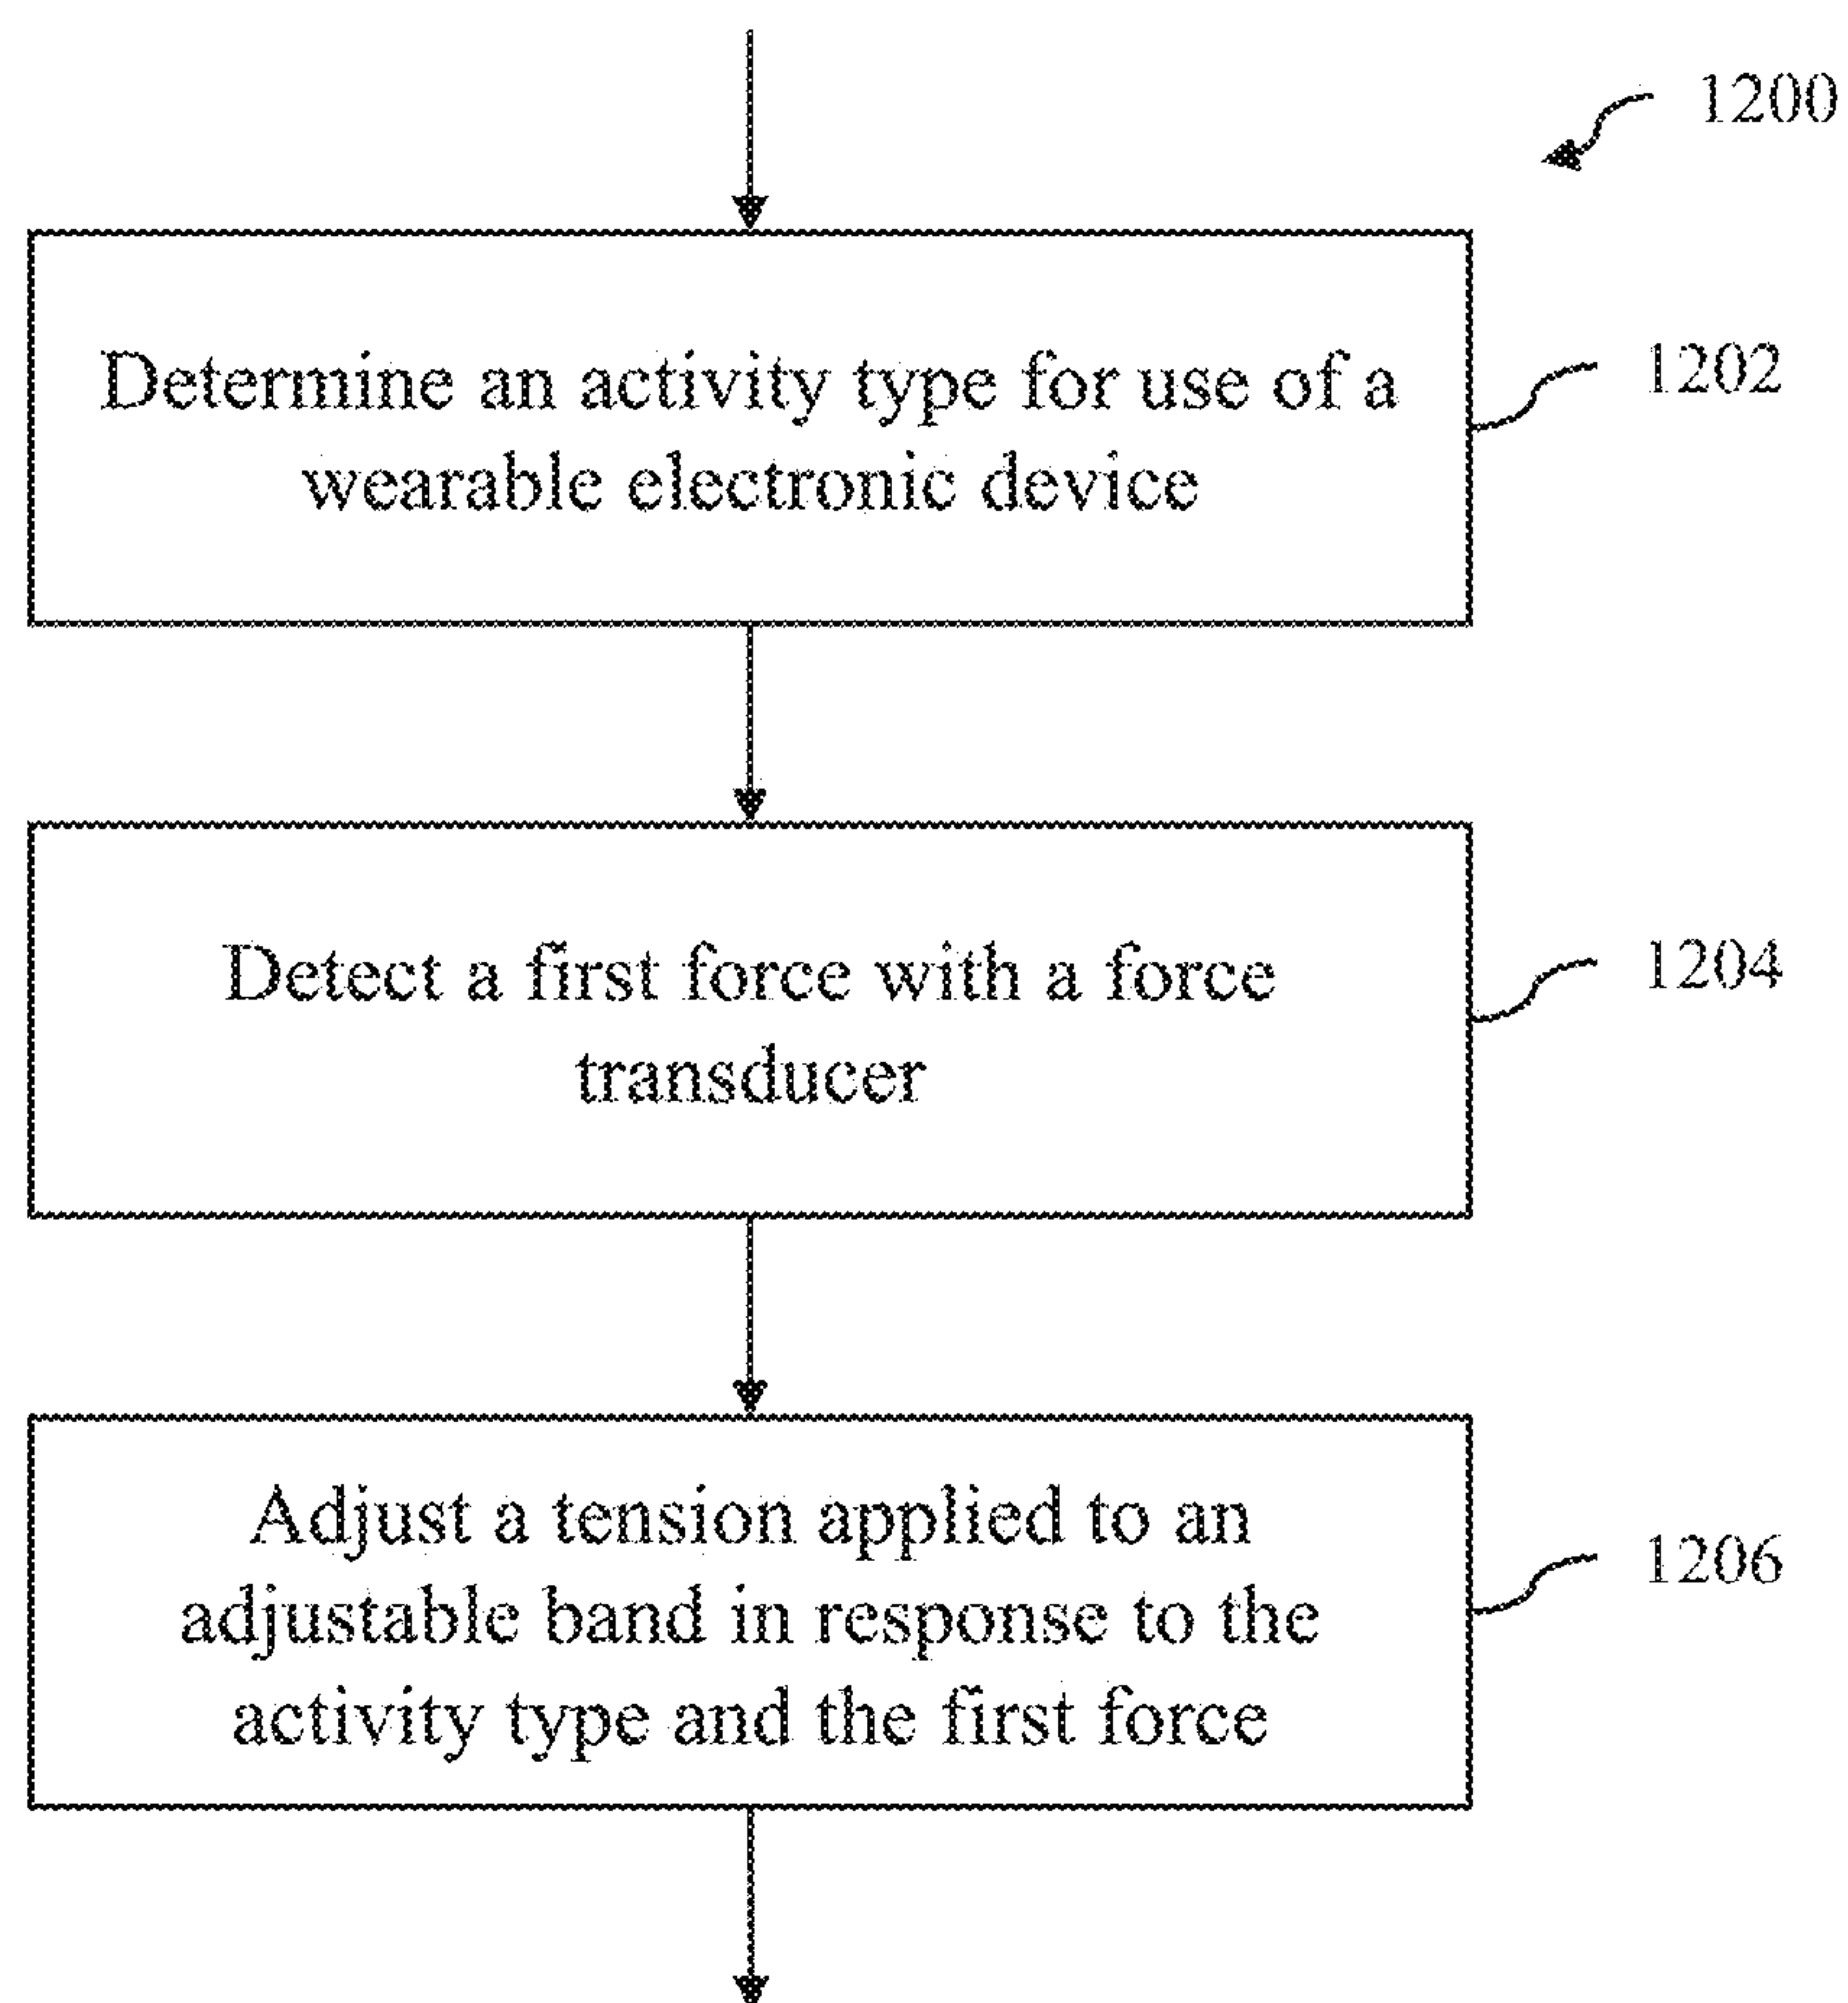 1200
Determine an activity type for use of a
wearable electronic device
1202
Detect a first force with a force
transducer
1204
Adjust a tension applied to an
adjustable band in response to the
activity type and the first force
1206